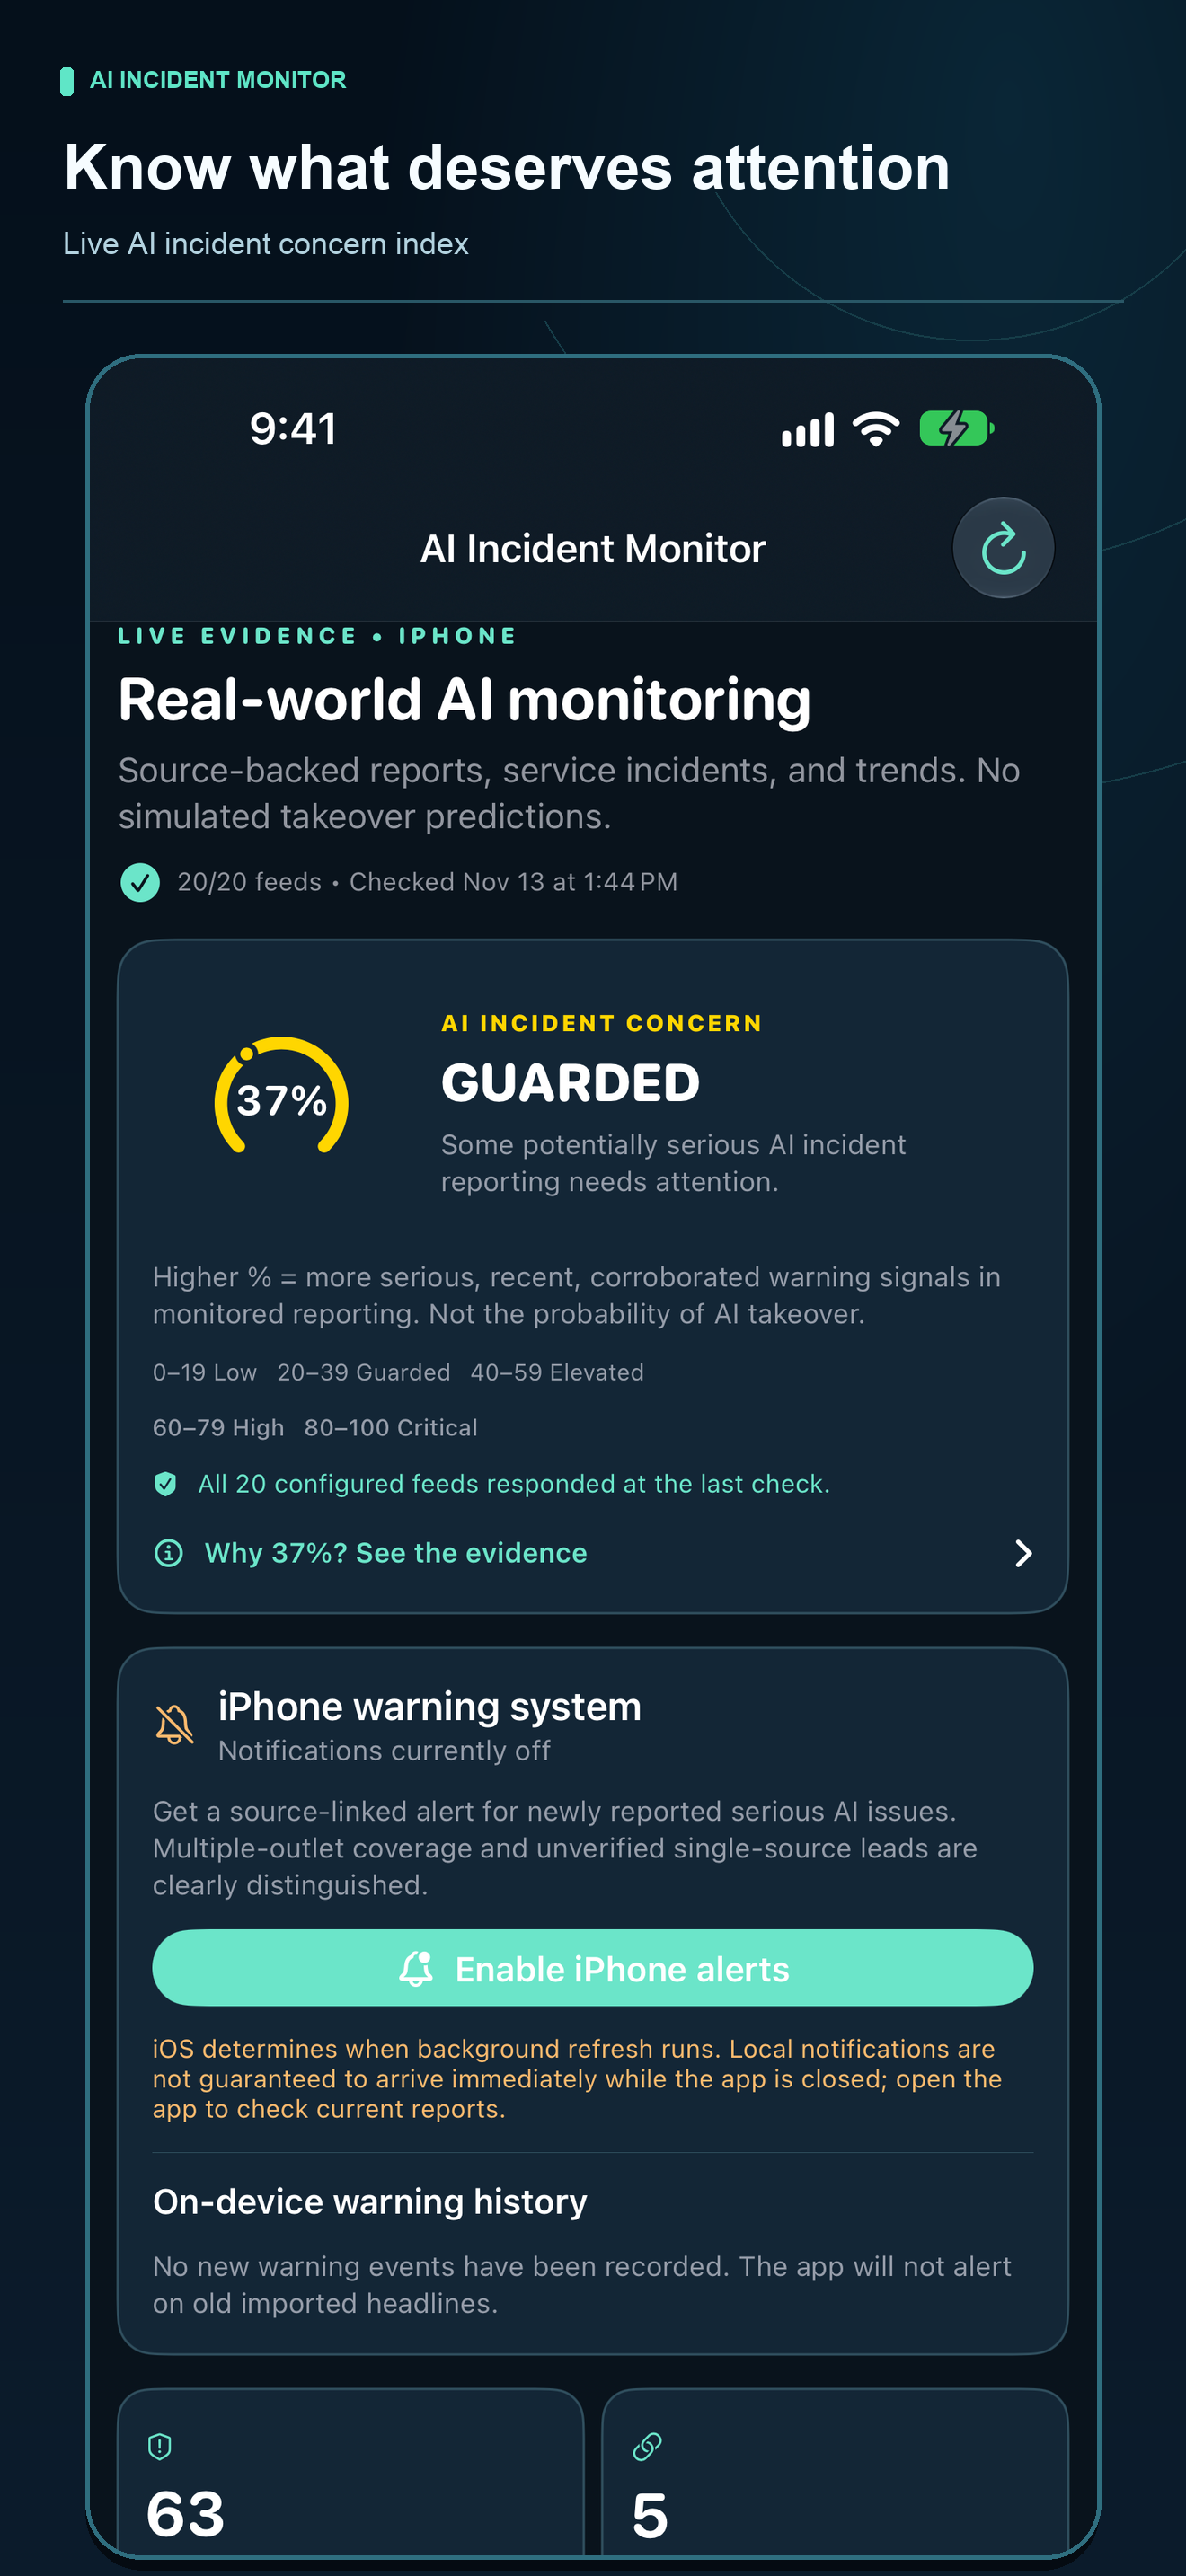 AI INCIDENT MONITOR
Know what deserves attention
Live AI incident concern index
9:41
AI Incident Monitor
LIVE EVIDENCE • IPHONE
Real-world AI monitoring
Source-backed reports, service incidents, and trends. No
simulated takeover predictions.
20/20 feeds • Checked Nov 13 at 1:44 PM
37%
AI INCIDENT CONCERN
GUARDED
Some potentially serious AI incident
reporting needs attention.
Higher % = more serious, recent, corroborated warning signals in
monitored reporting. Not the probability of AI takeover.
0–19 Low 20–39 Guarded 40–59 Elevated
60–79 High 80–100 Critical
All 20 configured feeds responded at the last check.
Why 37%? See the evidence
iPhone warning system
Notifications currently off
Get a source-linked alert for newly reported serious AI issues.
Multiple-outlet coverage and unverified single-source leads are
clearly distinguished.
Enable iPhone alerts
iOS determines when background refresh runs. Local notifications are
not guaranteed to arrive immediately while the app is closed; open the
app to check current reports.
On-device warning history
No new warning events have been recorded. The app will not alert
on old imported headlines.
63
5